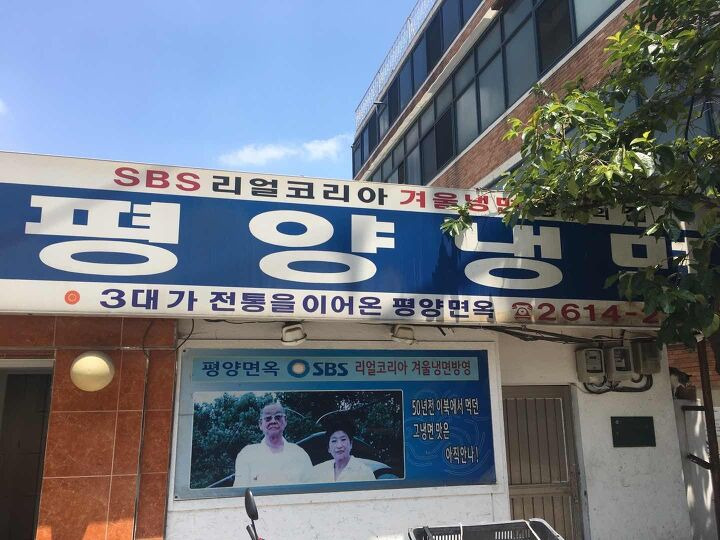 SBS 리얼코리아 겨울냉면
평양냉면
3대가 전통을이어온 평양면옥 ☎2614-2
평양면옥 SBS 리얼코리아 겨울냉면방영
50년전 이북에서 먹던
그냉면 맛은
아직안나!